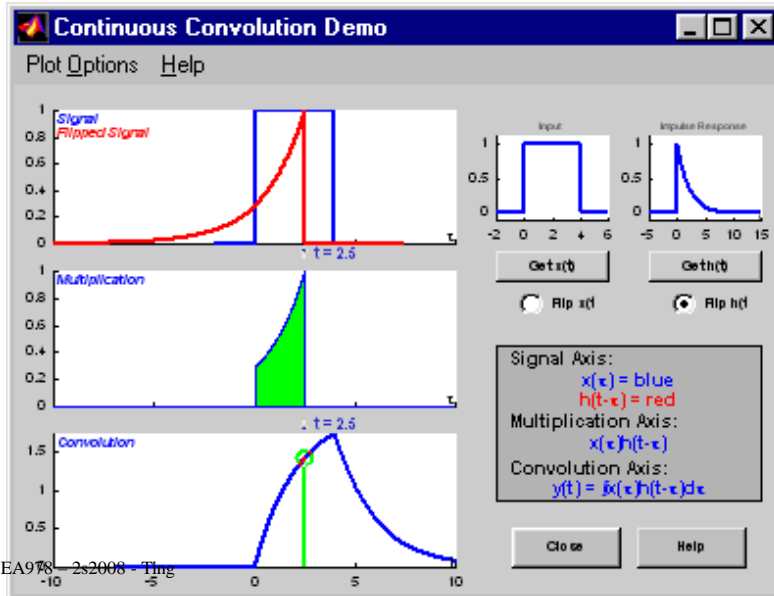 Continuous Convolution Demo
Plot Options Help
Signal
Flipped Signal
1
0.8
0.6
0.4
0.2
0
τ
t = 2.5
Multiplication
1
0.8
0.6
0.4
0.2
0
τ
t = 2.5
Convolution
1.5
1
0.5
0
-10 -5 0 5 10
EA978 – 2s2008 - Ting
Input
1
0.5
0
-2 0 2 4 6
Impulse Response
1
0.5
0
-5 0 5 10 15
Get x(t) Get h(t)
Flip x(t Flip h(t
Signal Axis:
x(τ) = blue
h(t-τ) = red
Multiplication Axis:
x(τ)h(t-τ)
Convolution Axis:
y(t) = ∫x(τ)h(t-τ)dτ
Close Help